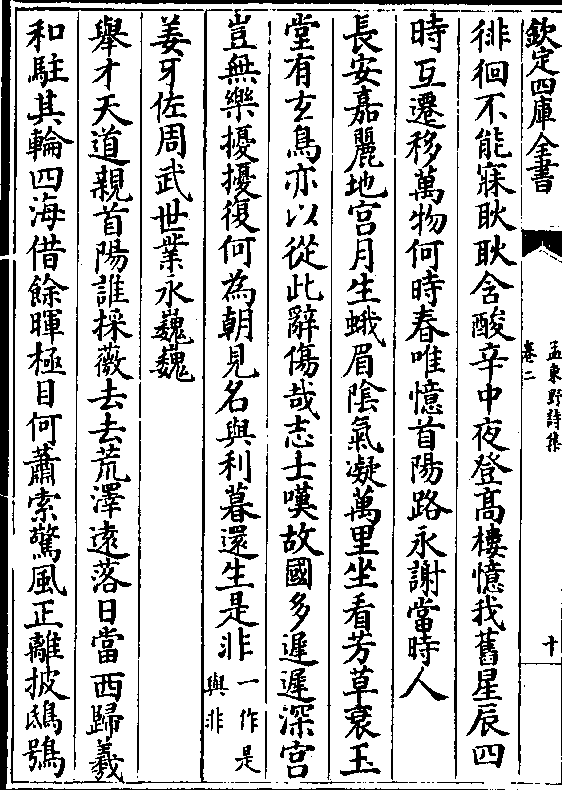 欽定四庫全書
孟東野詩集
卷二
十
徘徊不能寐耿耿含酸辛中夜登高樓憶我舊星辰四
時互遷移萬物何時春唯憶首陽路永謝當時人
長安嘉麗地宫月生蛾眉陰氣凝萬里坐看芳草衰玉
堂有玄鳥亦以從此辭傷哉志士嘆故國多遲遲深宫
豈無樂擾擾復何為朝見名與利暮還生是非一作是與非
姜牙佐周武世業永巍巍
舉才天道親首陽誰採薇去去荒澤遠落日當西歸羲
和駐其輪四海借餘暉極目何蕭索驚風正離披鴟鴞